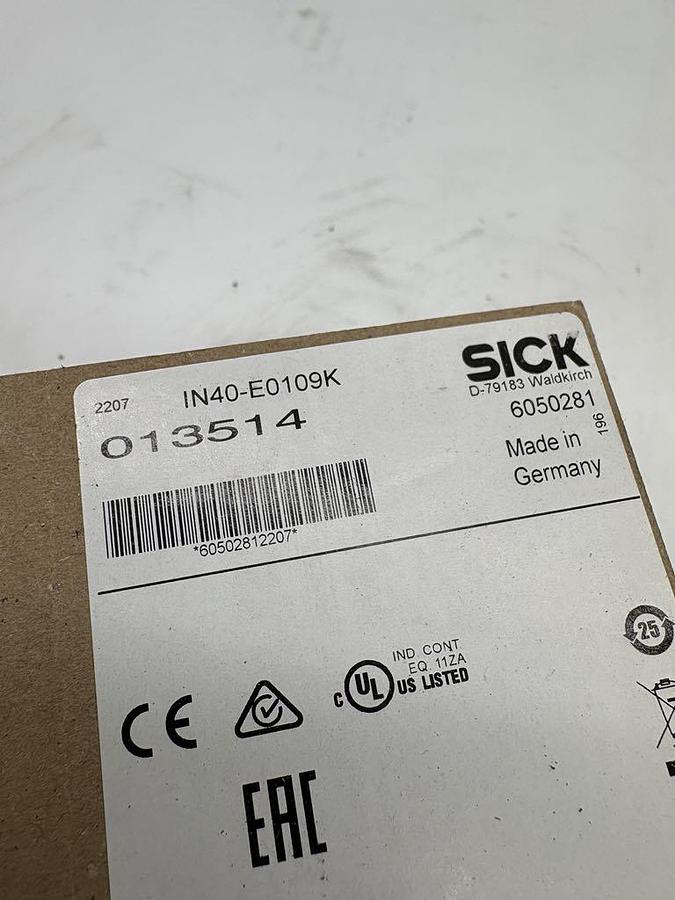 2207 IN40-E0109K
013514
SICK
D-79183 Waldkirch
6050281
196
Made in
Germany
*60502812207*
25
IND. CONT.
EQ. 11ZA
C UL US LISTED
CE
EAC